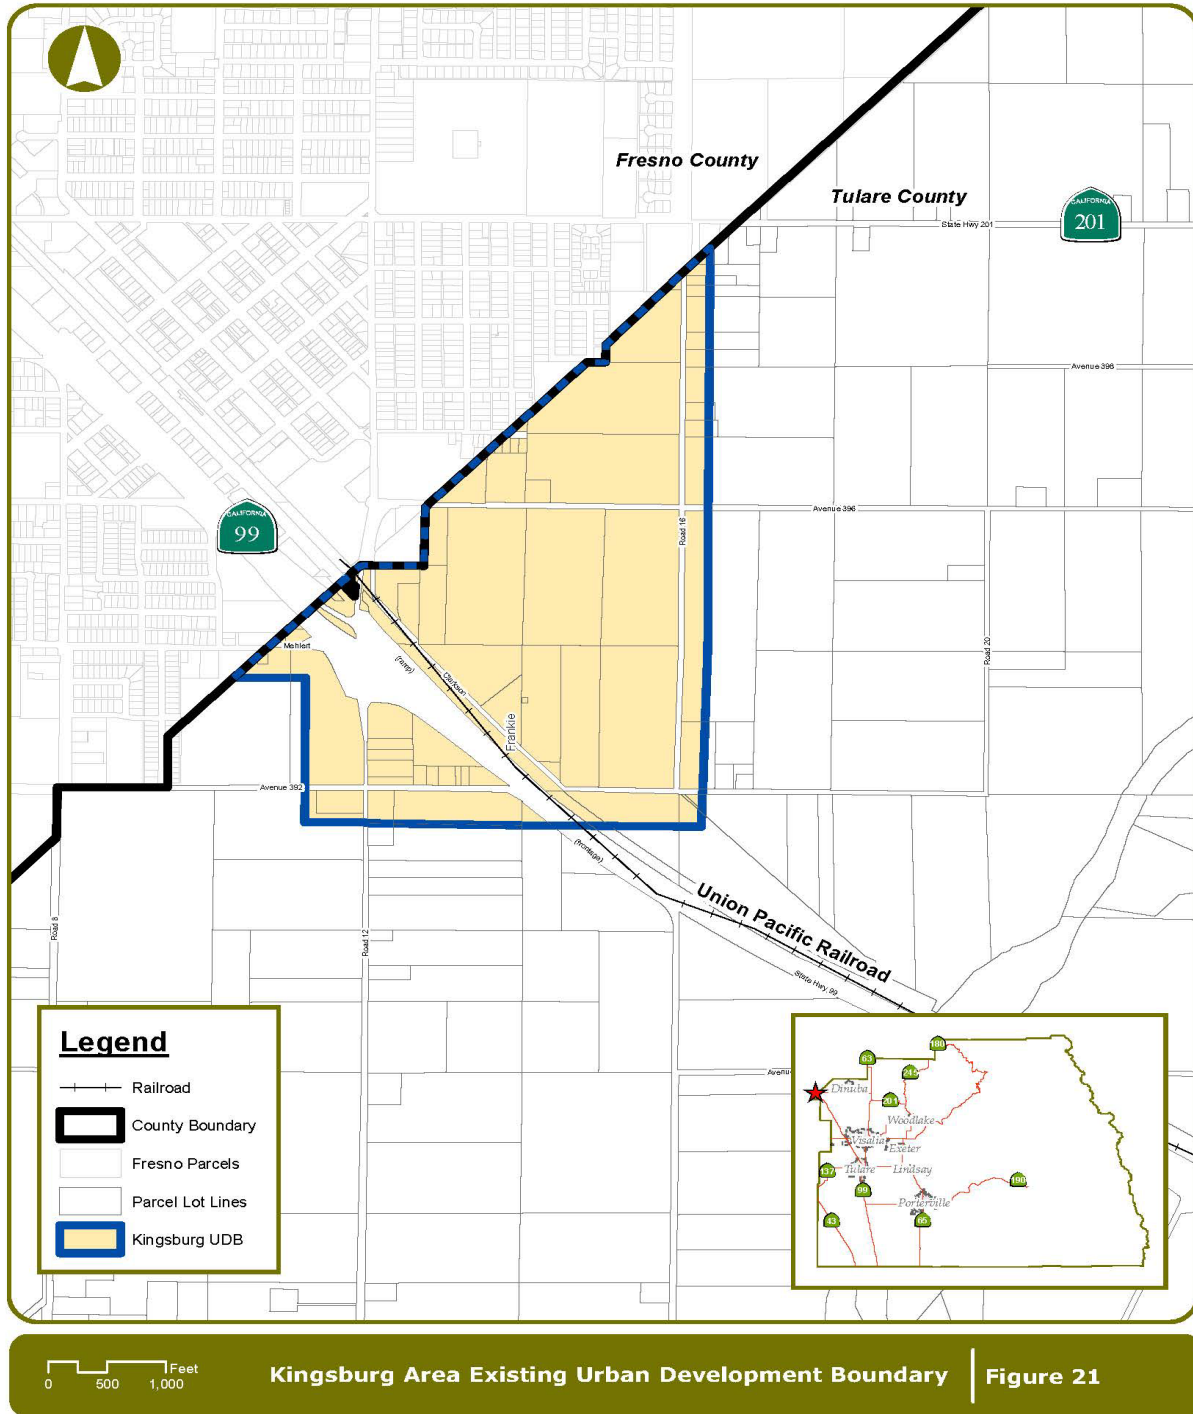 Fresno County
Tulare County
CALIFORNIA
201
State Hwy 201
Avenue 396
CALIFORNIA
99
Avenue 396
Road 16
Mehlert
(ramp)
Clarkson
Frankie
Road 20
Avenue 392
(frontage)
Road 8
Road 12
Union Pacific Railroad
State Hwy 99
Legend
Railroad
County Boundary
Fresno Parcels
Parcel Lot Lines
Kingsburg UDB
63
180
245
Dinuba
201
Woodlake
Visalia
Exeter
137
Tulare
Lindsay
99
190
Porterville
43
65
Feet
0 500 1,000
Kingsburg Area Existing Urban Development Boundary
Figure 21